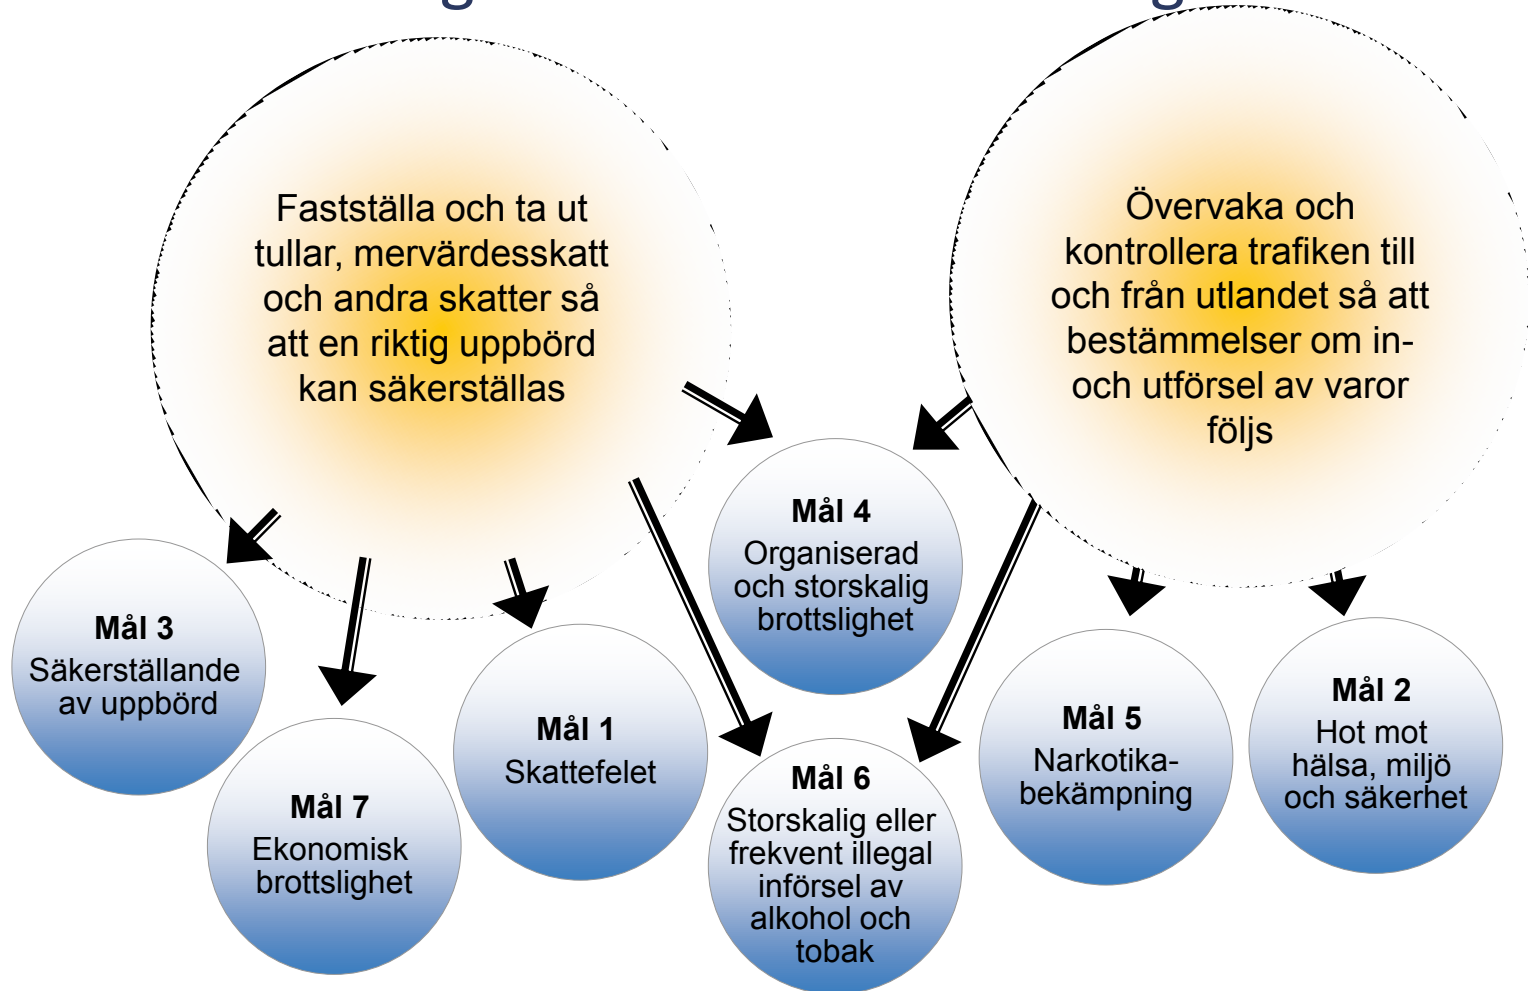 Fastställa och ta ut
tullar, mervärdesskatt
och andra skatter så
att en riktig uppbörd
kan säkerställas
Övervaka och
kontrollera trafiken till
och från utlandet så att
bestämmelser om in-
och utförsel av varor
följs
Mål 4
Organiserad
och storskalig
brottslighet
Mål 3
Säkerställande
av uppbörd
Mål 7
Ekonomisk
brottslighet
Mål 1
Skattefelet
Mål 6
Storskalig eller
frekvent illegal
införsel av
alkohol och
tobak
Mål 5
Narkotika-
bekämpning
Mål 2
Hot mot
hälsa, miljö
och säkerhet